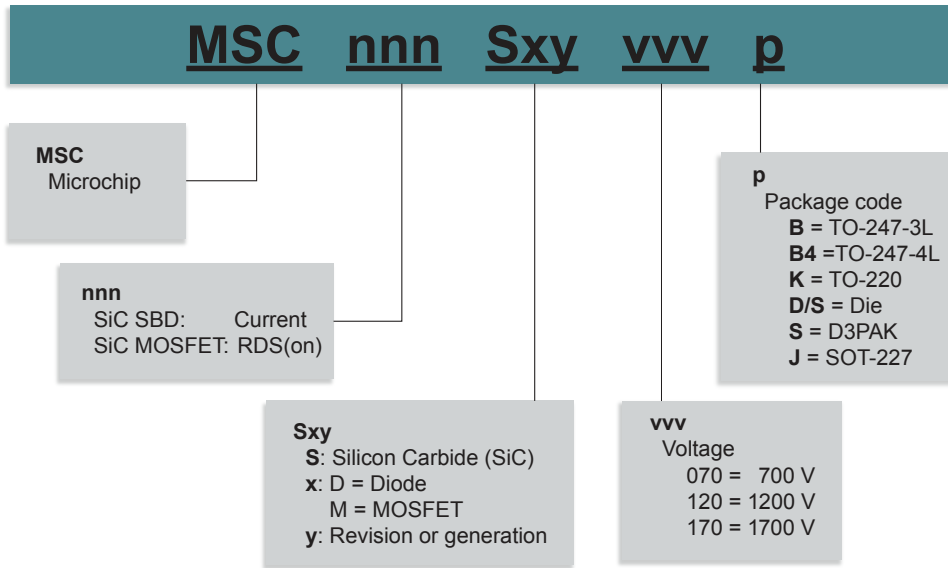 MSC nnn Sxy vvv p
MSC
Microchip
nnn
SiC SBD: Current
SiC MOSFET: RDS(on)
Sxy
S: Silicon Carbide (SiC)
x: D = Diode
M = MOSFET
y: Revision or generation
vvv
Voltage
070 = 700 V
120 = 1200 V
170 = 1700 V
p
Package code
B = TO-247-3L
B4 =TO-247-4L
K = TO-220
D/S = Die
S = D3PAK
J = SOT-227